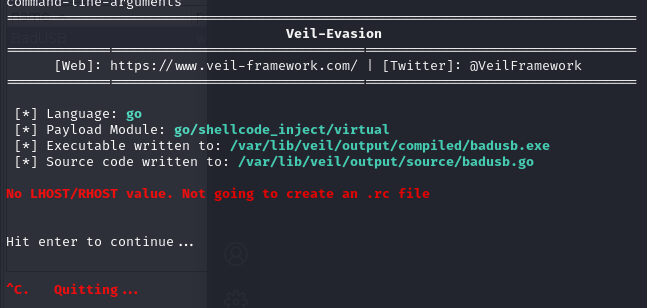 command-line-arguments
Veil-Evasion
[Web]: https://www.veil-framework.com/ | [Twitter]: @VeilFramework
[*] Language: go
[*] Payload Module: go/shellcode_inject/virtual
[*] Executable written to: /var/lib/veil/output/compiled/badusb.exe
[*] Source code written to: /var/lib/veil/output/source/badusb.go
No LHOST/RHOST value. Not going to create an .rc file
Hit enter to continue...
^C.   Quitting...